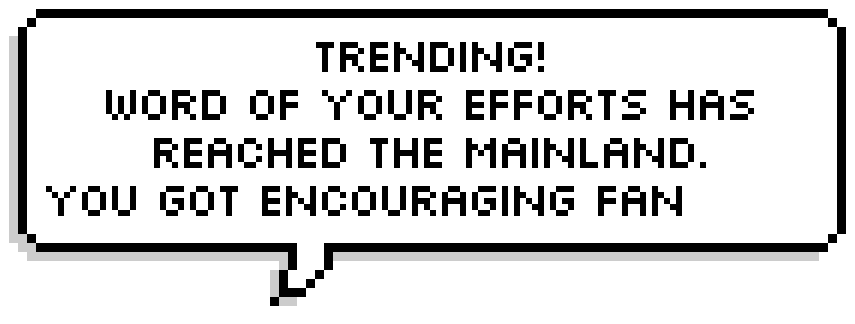 TRENDING!
WORD OF YOUR EFFORTS HAS
REACHED THE MAINLAND.
YOU GOT ENCOURAGING FAN